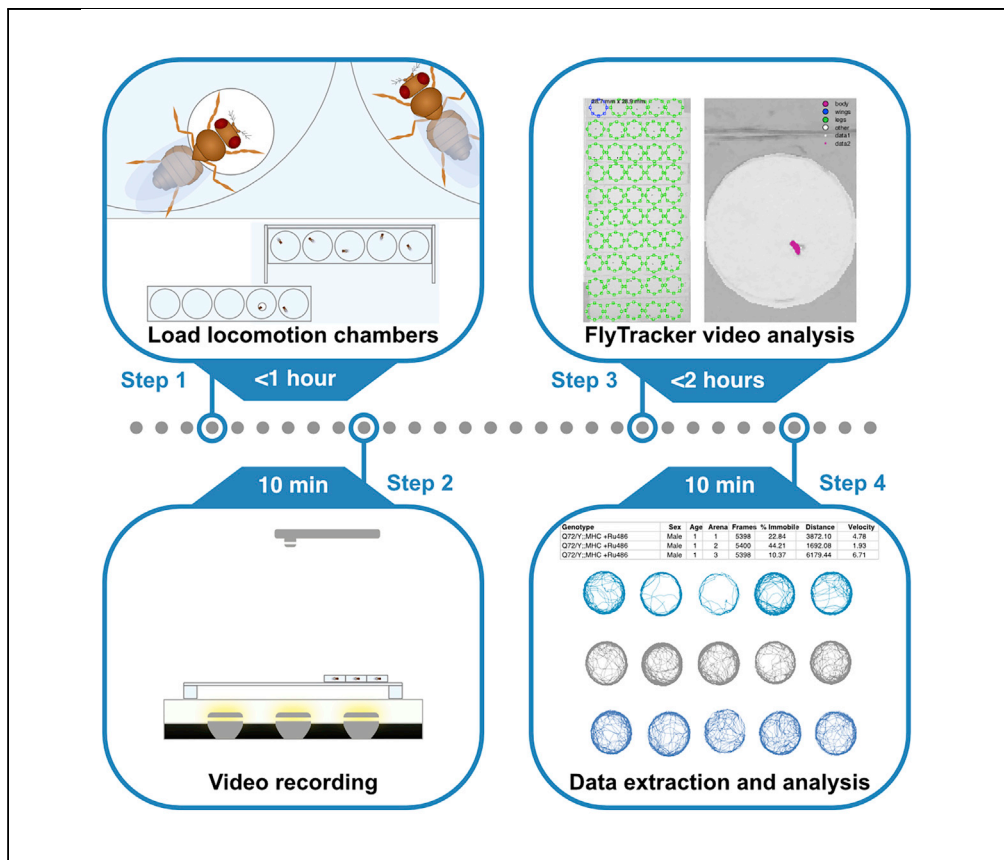 Load locomotion chambers
Step 1
<1 hour
10 min
Step 2
Video recording
body
wings
legs
other
data1
data2
FlyTracker video analysis
Step 3
<2 hours
10 min
Step 4
Genotype Sex Age Arena Frames % Immobile Distance Velocity
Q72/Y;;MHC +Ru486 Male 1 1 5398 22.84 3872.10 4.78
Q72/Y;;MHC +Ru486 Male 1 2 5400 44.21 1692.08 1.93
Q72/Y;;MHC +Ru486 Male 1 3 5398 10.37 6179.44 6.71
Data extraction and analysis